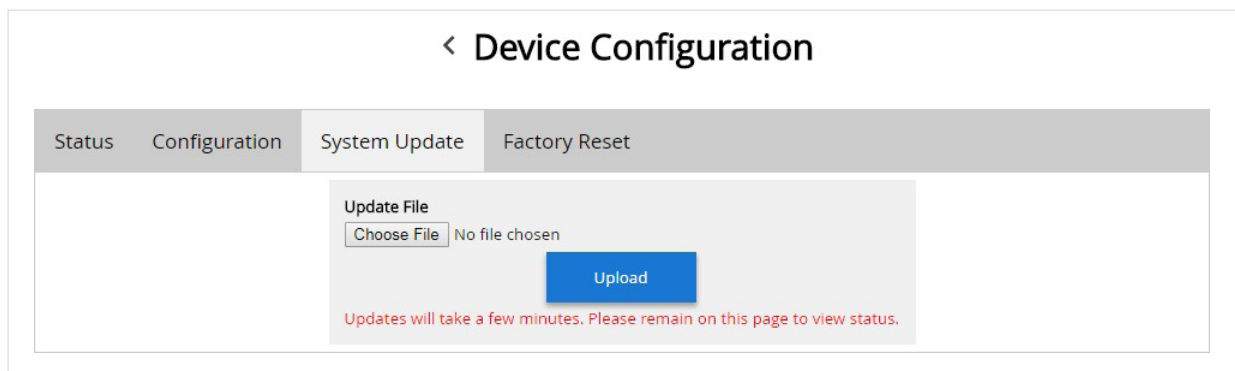 < Device Configuration
Status Configuration System Update Factory Reset
Update File
Choose File No file chosen
Upload
Updates will take a few minutes. Please remain on this page to view status.